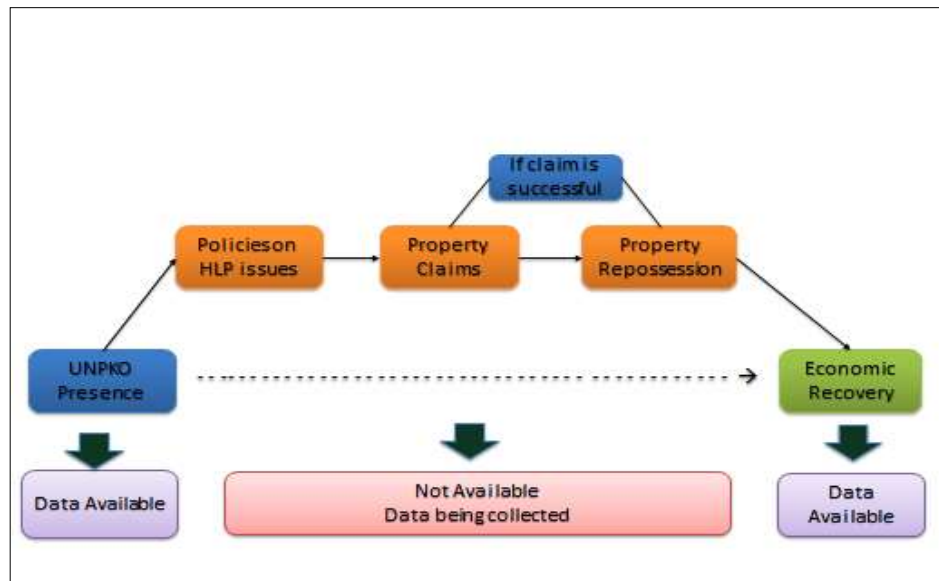 If claim is
successful
Policieson
HLP issues
Property
Claims
Property
Repossession
UNPKO
Presence
Economic
Recovery
Data Available
Not Available
Data being collected
Data
Available